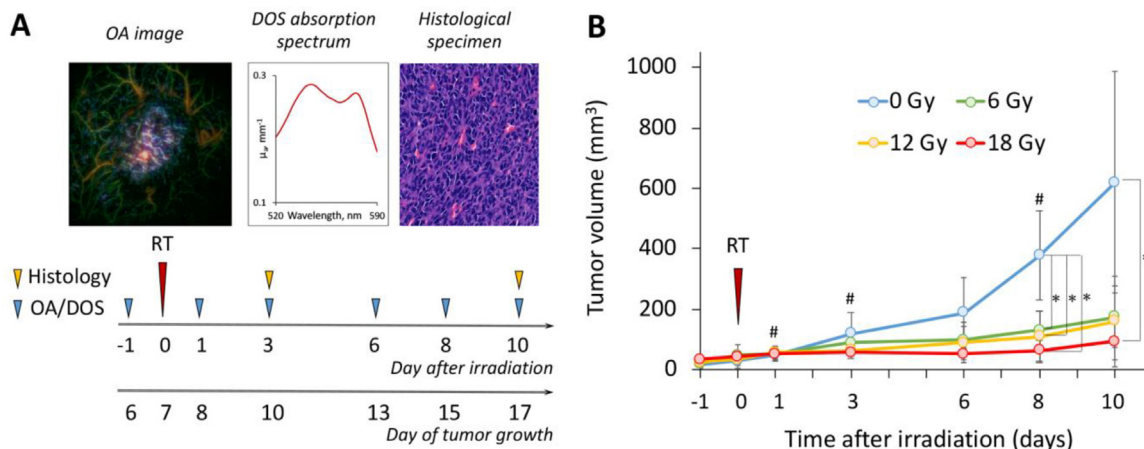 A
OA image
DOS absorption
spectrum
Histological
specimen
0.3
μₐ, mm⁻¹
0.1
520 Wavelength, nm 590
RT
Histology
OA/DOS
-1 0 1 3 6 8 10
Day after irradiation
6 7 8 10 13 15 17
Day of tumor growth
B
Tumor volume (mm³)
1000
800
600
400
200
0
0 Gy 6 Gy
12 Gy 18 Gy
RT
# # #
* * *
-1 0 1 3 6 8 10
Time after irradiation (days)